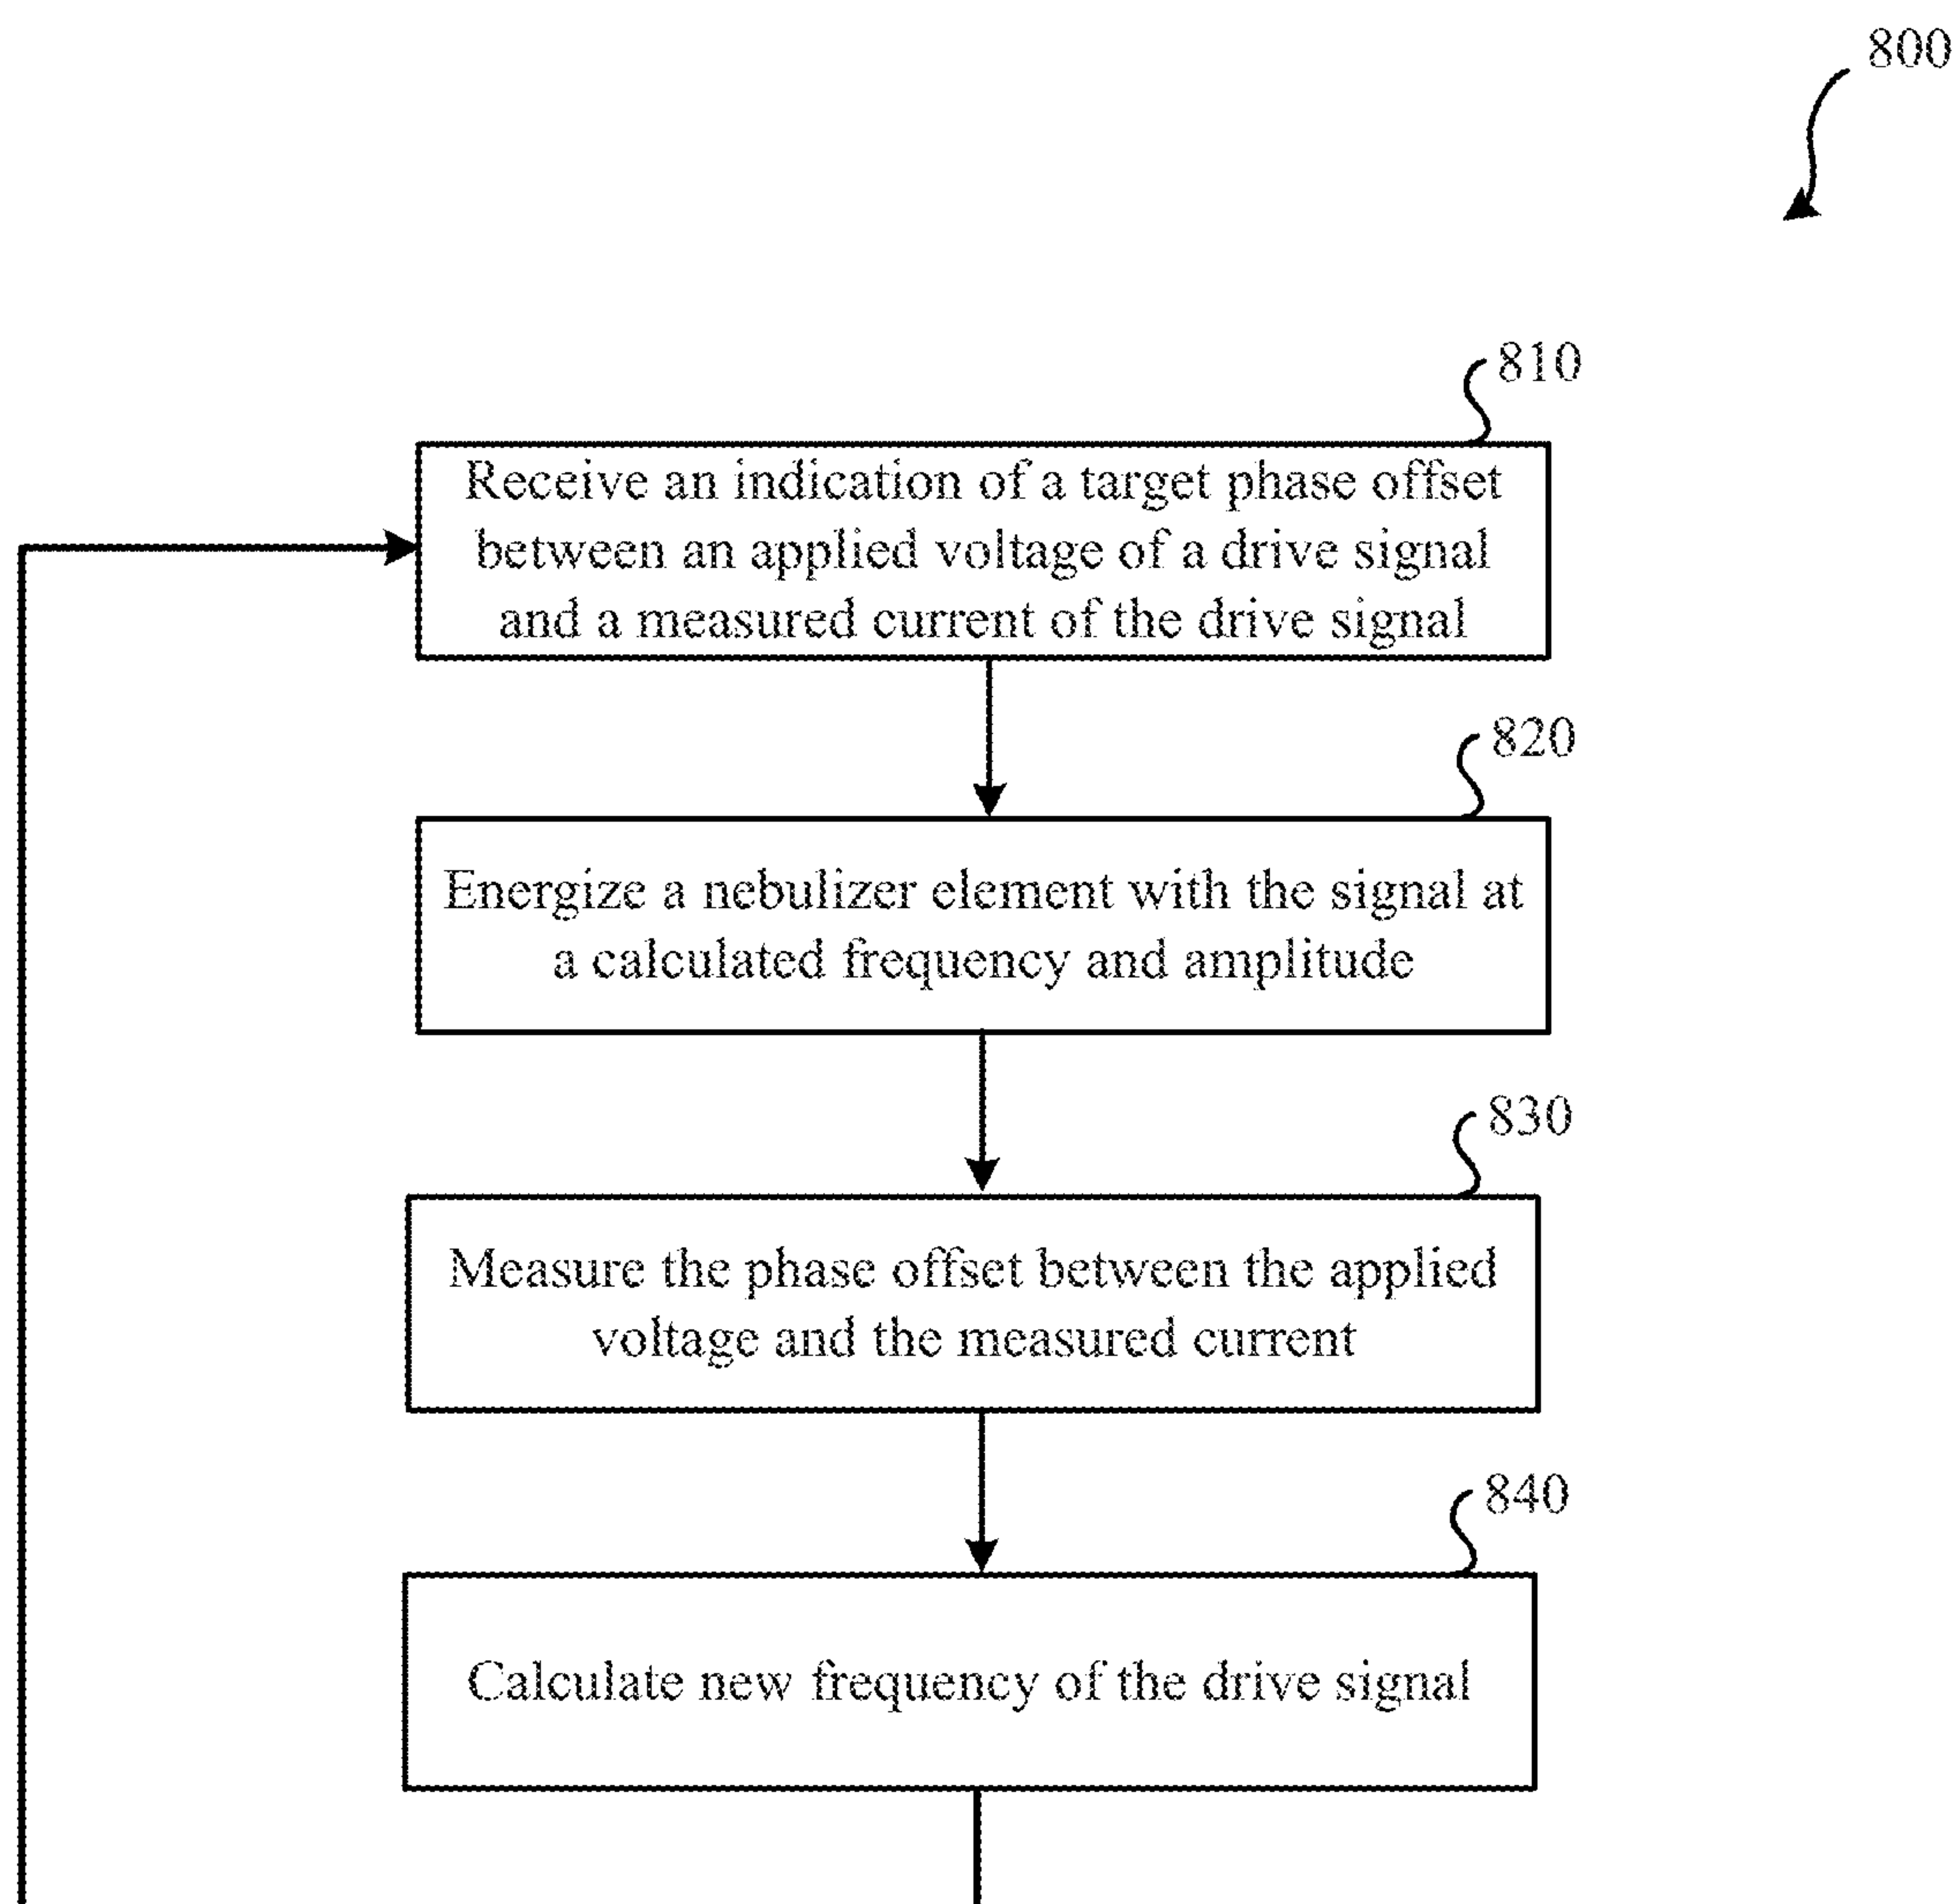 800
810
Receive an indication of a target phase offset
between an applied voltage of a drive signal
and a measured current of the drive signal
820
Energize a nebulizer element with the signal at
a calculated frequency and amplitude
830
Measure the phase offset between the applied
voltage and the measured current
840
Calculate new frequency of the drive signal